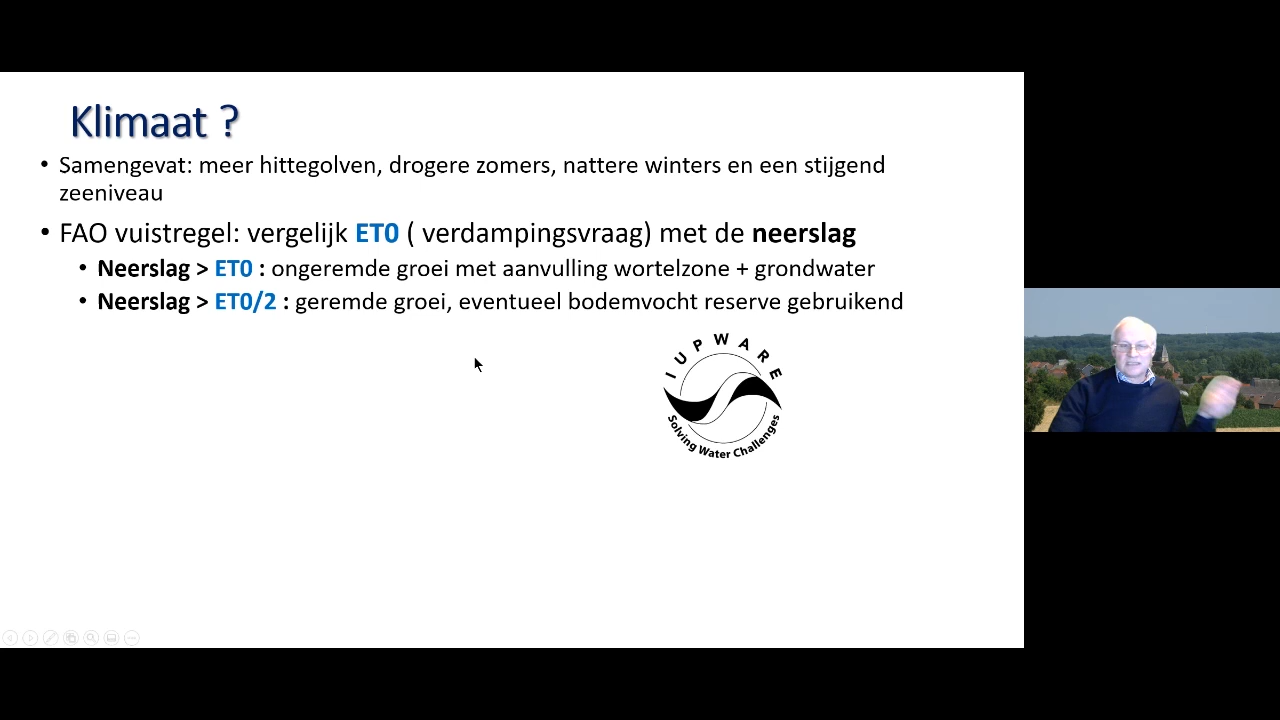 Klimaat ?
• Samengevat: meer hittegolven, drogere zomers, nattere winters en een stijgend
zeeniveau
• FAO vuistregel: vergelijk ET0 ( verdampingsvraag) met de neerslag
• Neerslag > ET0 : ongeremde groei met aanvulling wortelzone + grondwater
• Neerslag > ET0/2 : geremde groei, eventueel bodemvocht reserve gebruikend
IUPWARE
Solving Water Challenges